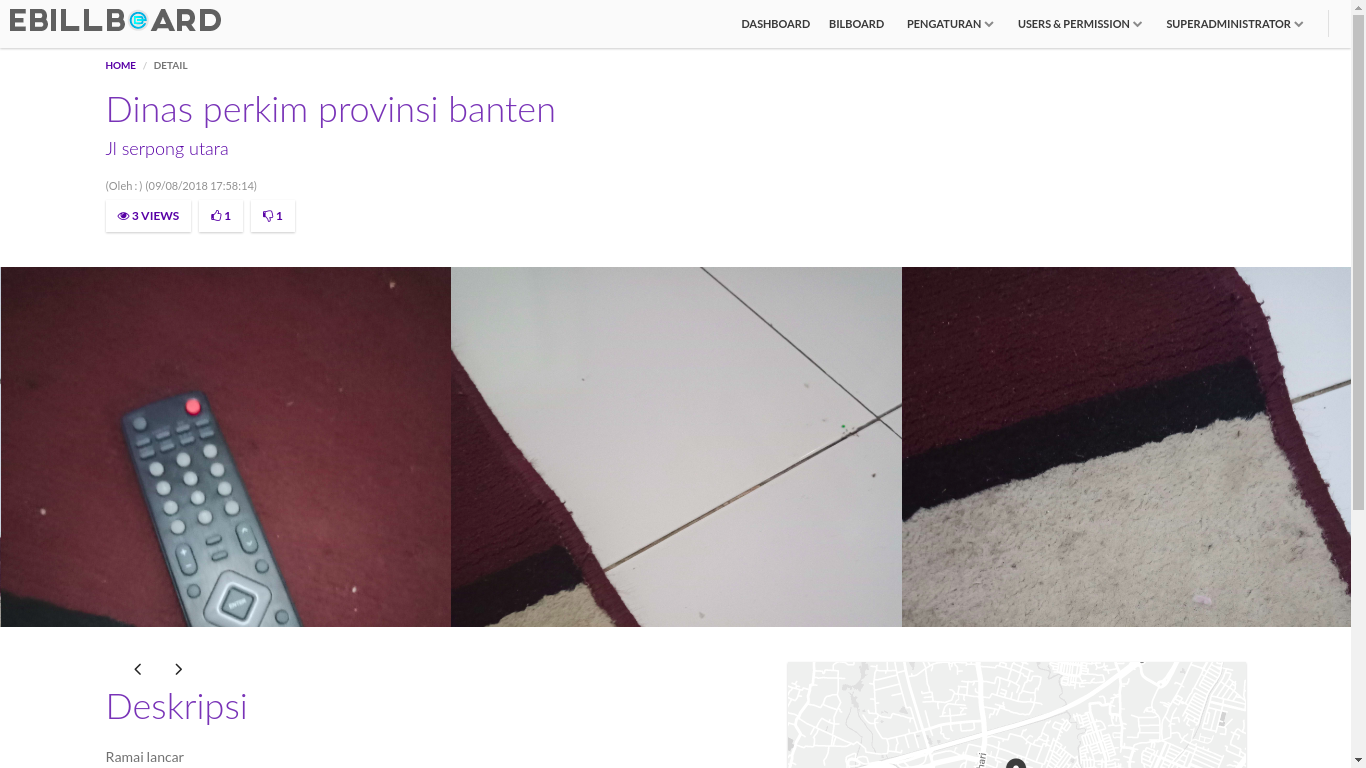 EBILLBOARD
DASHBOARD BILBOARD PENGATURAN USERS & PERMISSION SUPERADMINISTRATOR
HOME / DETAIL
Dinas perkim provinsi banten
Jl serpong utara
(Oleh : ) (09/08/2018 17:58:14)
3 VIEWS 1 1
Deskripsi
Ramai lancar